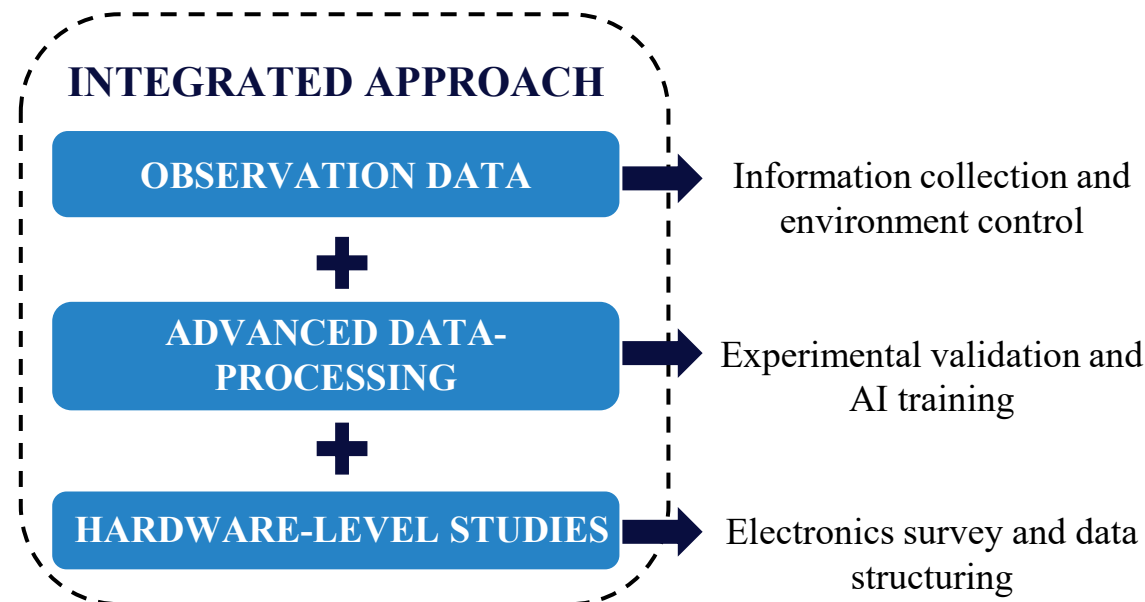 INTEGRATED APPROACH
OBSERVATION DATA
Information collection and
environment control
ADVANCED DATA-
PROCESSING
Experimental validation and
AI training
HARDWARE-LEVEL STUDIES
Electronics survey and data
structuring